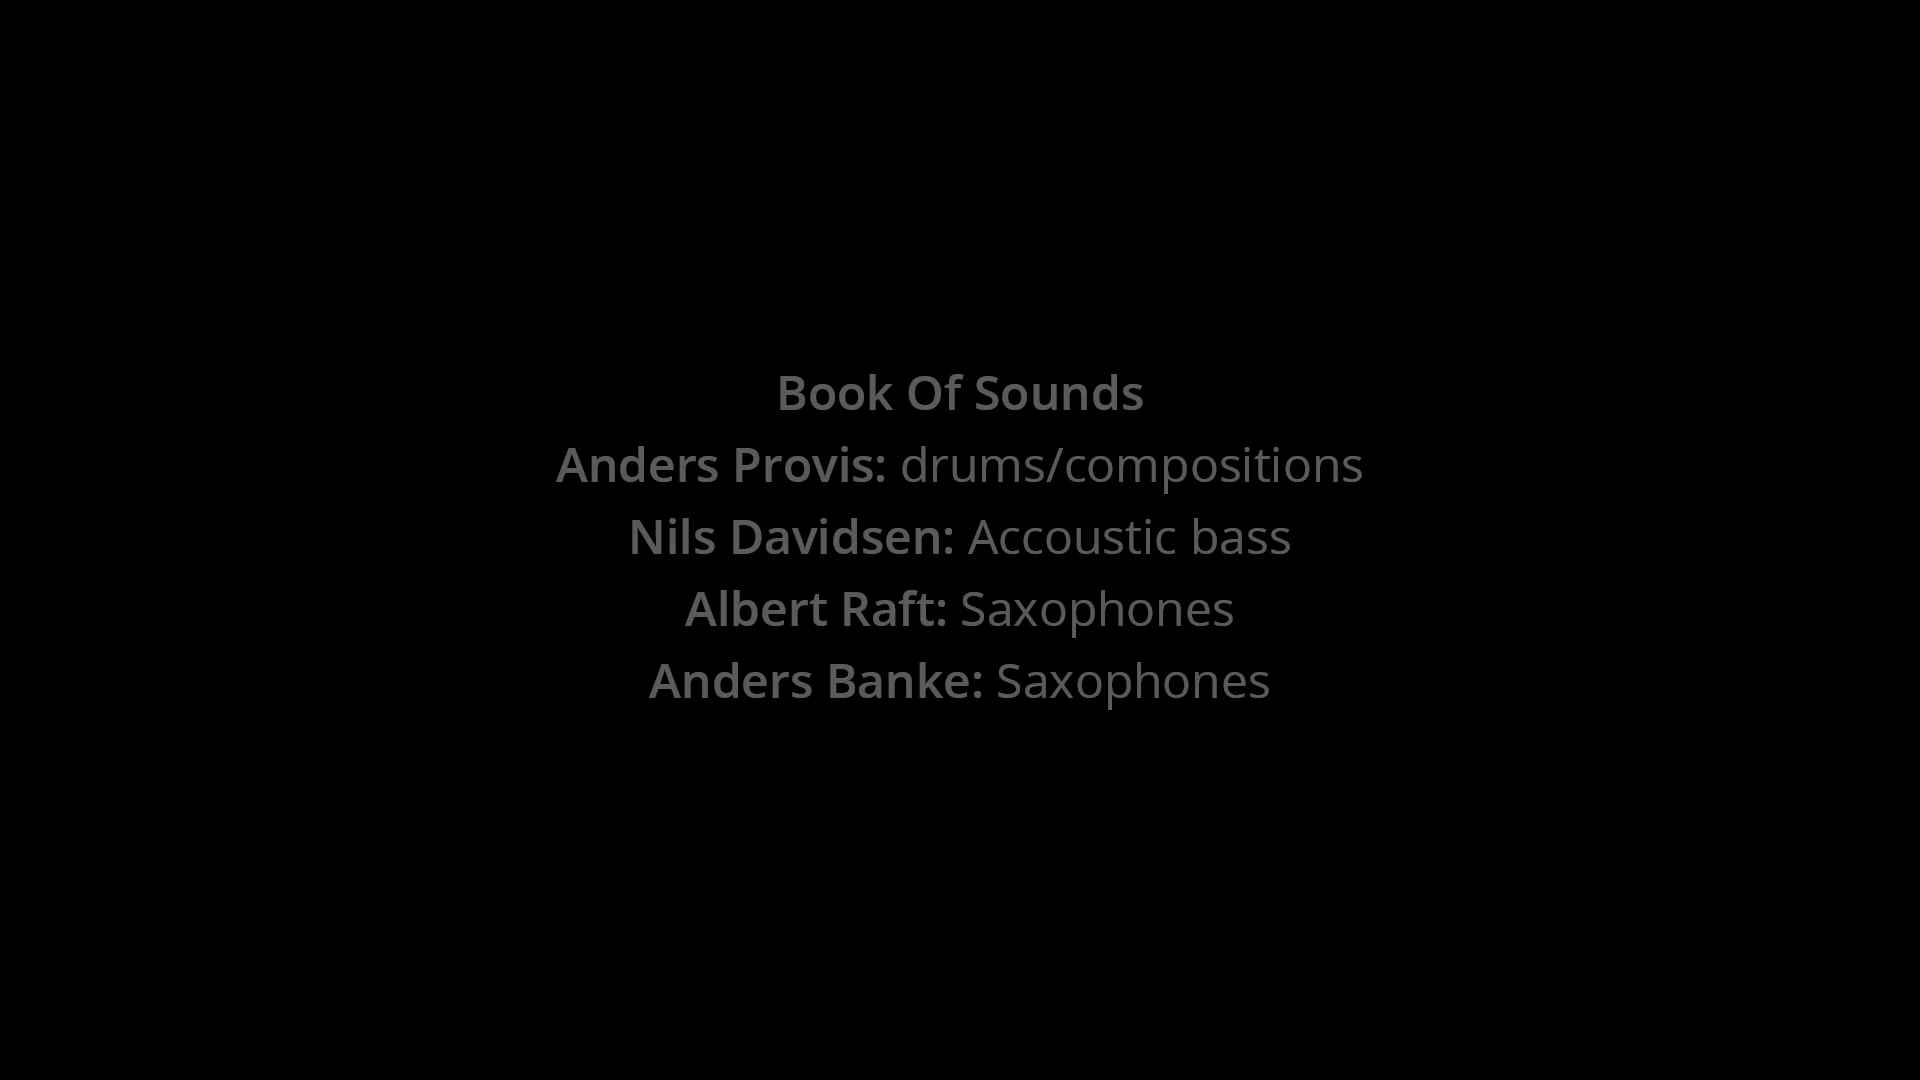 Book Of Sounds
Anders Provis: drums/compositions
Nils Davidsen: Accoustic bass
Albert Raft: Saxophones
Anders Banke: Saxophones